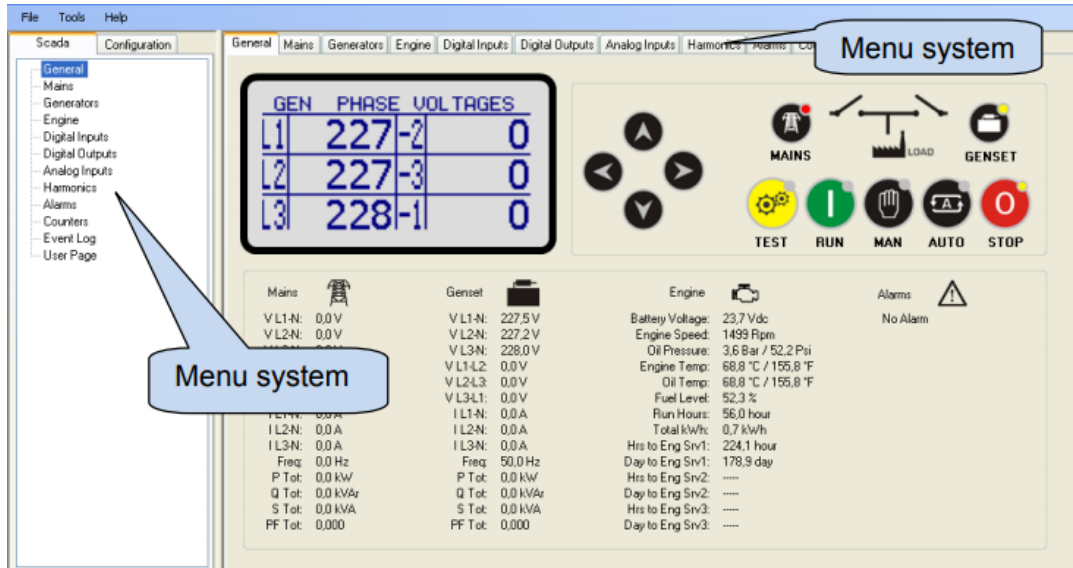 File Tools Help
Scada Configuration
General
Mains
Generators
Engine
Digital Inputs
Digital Outputs
Analog Inputs
Harmonics
Alarms
Counters
Event Log
User Page
Menu system
General Mains Generators Engine Digital Inputs Digital Outputs Analog Inputs Harmonics Alarms
Menu system
GEN PHASE VOLTAGES
L1 227 -2 0
L2 227 -3 0
L3 228 -1 0
MAINS LOAD GENSET
TEST RUN MAN AUTO STOP
Mains
V L1-N: 0,0 V
V L2-N: 0,0 V
I L1-N: 0,0 A
I L2-N: 0,0 A
I L3-N: 0,0 A
Freq: 0,0 Hz
P Tot: 0,0 kW
Q Tot: 0,0 kVAr
S Tot: 0,0 kVA
PF Tot: 0,000
Genset
V L1-N: 227,5 V
V L2-N: 227,2 V
V L3-N: 228,0 V
V L1-L2: 0,0 V
V L2-L3: 0,0 V
V L3-L1: 0,0 V
I L1-N: 0,0 A
I L2-N: 0,0 A
I L3-N: 0,0 A
Freq: 50,0 Hz
P Tot: 0,0 kW
Q Tot: 0,0 kVAr
S Tot: 0,0 kVA
PF Tot: 0,000
Engine
Battery Voltage: 23,7 Vdc
Engine Speed: 1499 Rpm
Oil Pressure: 3,6 Bar / 52,2 Psi
Engine Temp: 68,8 °C / 155,8 °F
Oil Temp: 68,8 °C / 155,8 °F
Fuel Level: 52,3 %
Run Hours: 56,0 hour
Total kWh: 0,7 kWh
Hrs to Eng Srv1: 224,1 hour
Day to Eng Srv1: 178,9 day
Hrs to Eng Srv2: -----
Day to Eng Srv2: -----
Hrs to Eng Srv3: -----
Day to Eng Srv3: -----
Alarms
No Alarm